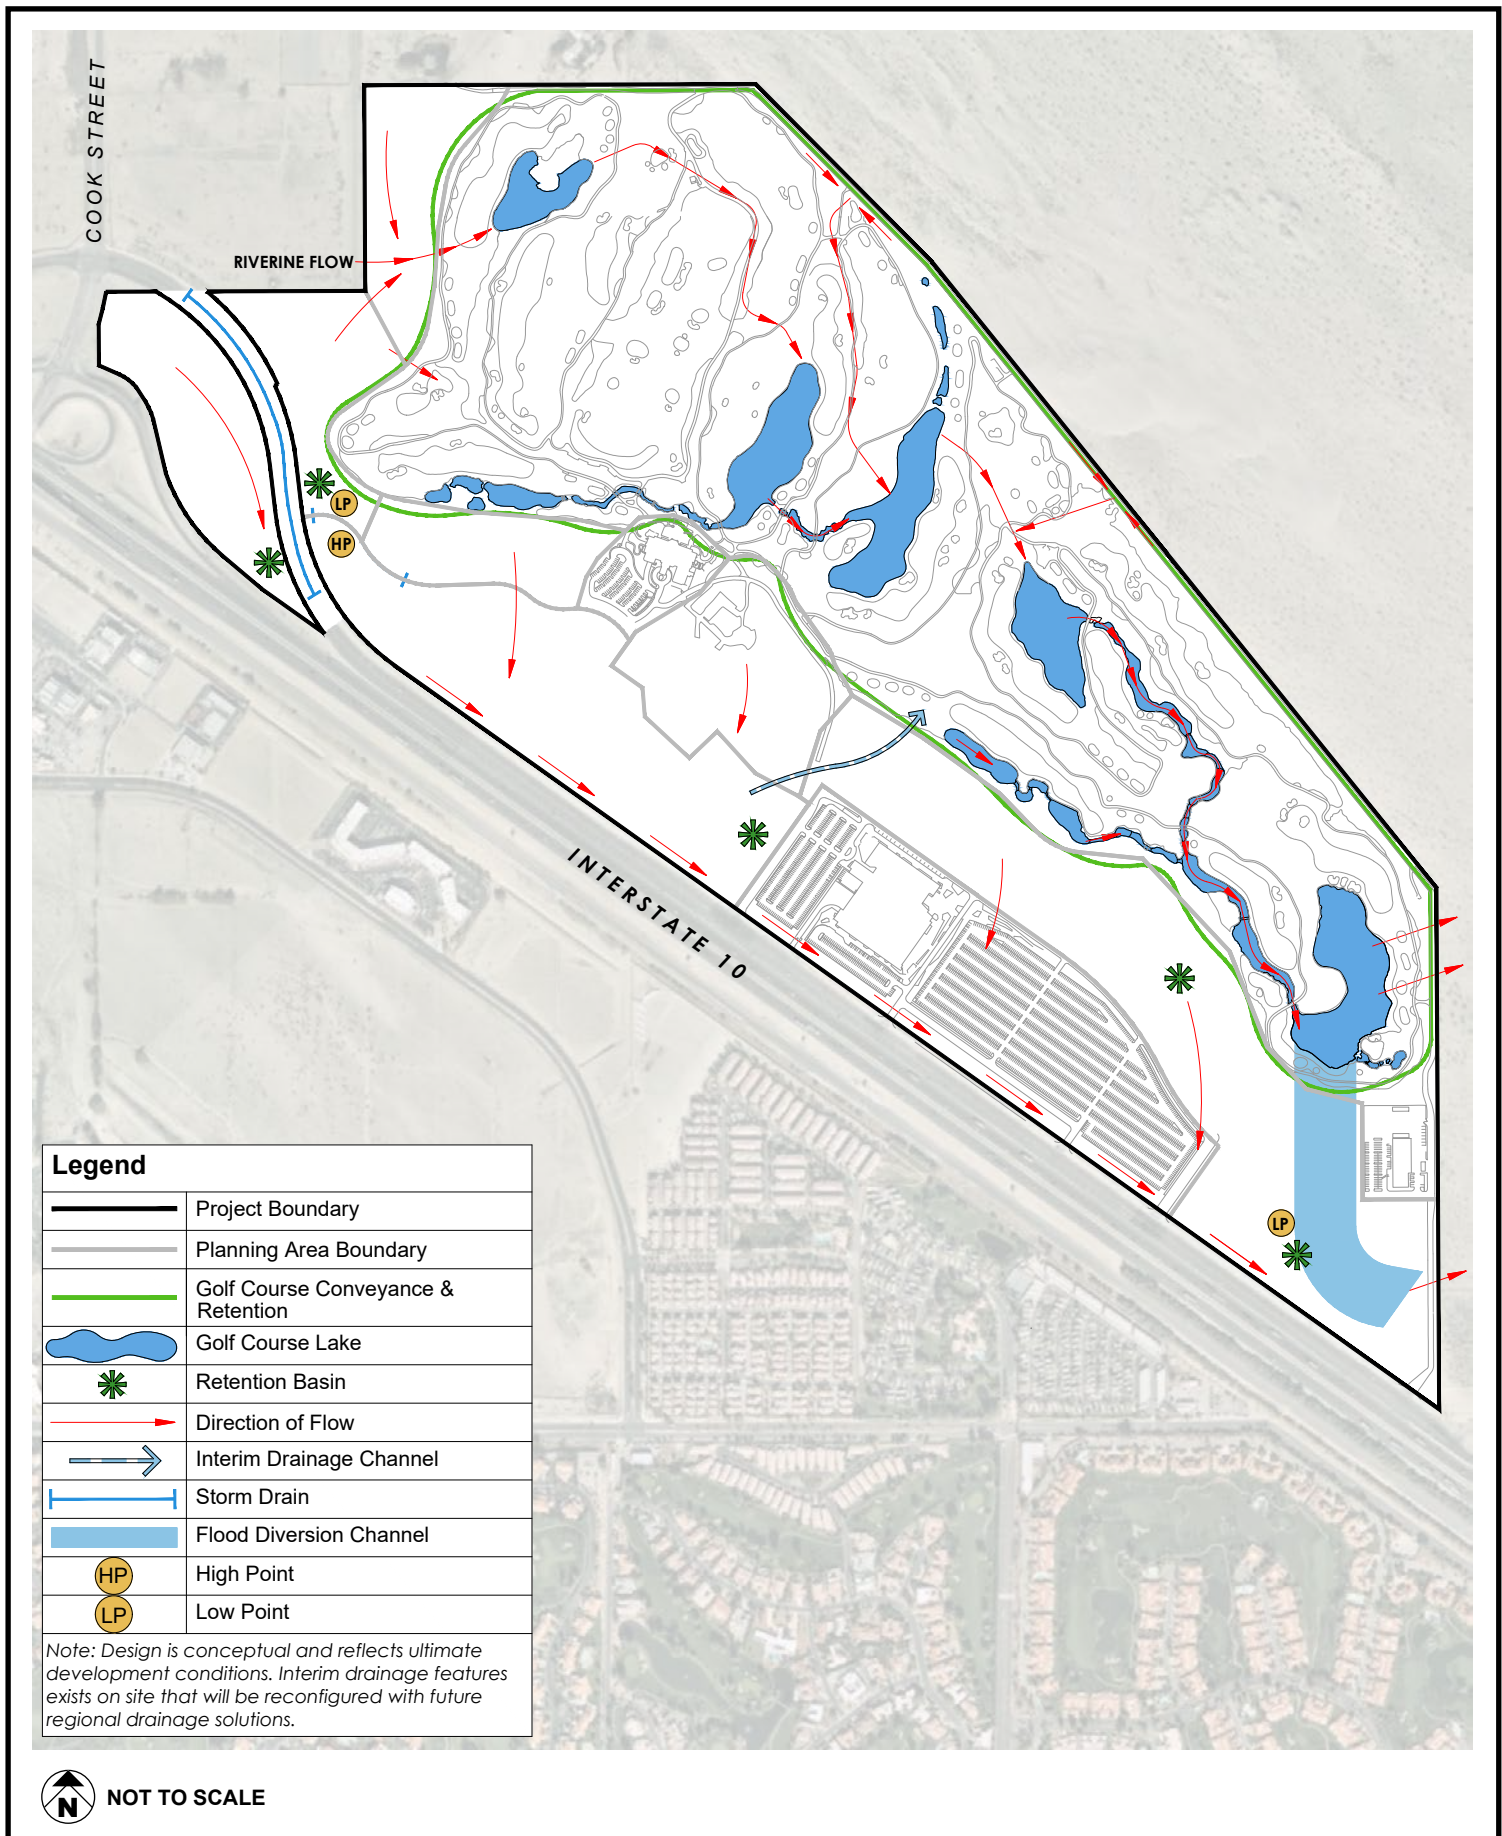 COOK STREET
RIVERINE FLOW
LP
HP
INTERSTATE 10
LP
Legend
Project Boundary
Planning Area Boundary
Golf Course Conveyance &
Retention
Golf Course Lake
Retention Basin
Direction of Flow
Interim Drainage Channel
Storm Drain
Flood Diversion Channel
HP High Point
LP Low Point
Note: Design is conceptual and reflects ultimate
development conditions. Interim drainage features
exists on site that will be reconfigured with future
regional drainage solutions.
N NOT TO SCALE